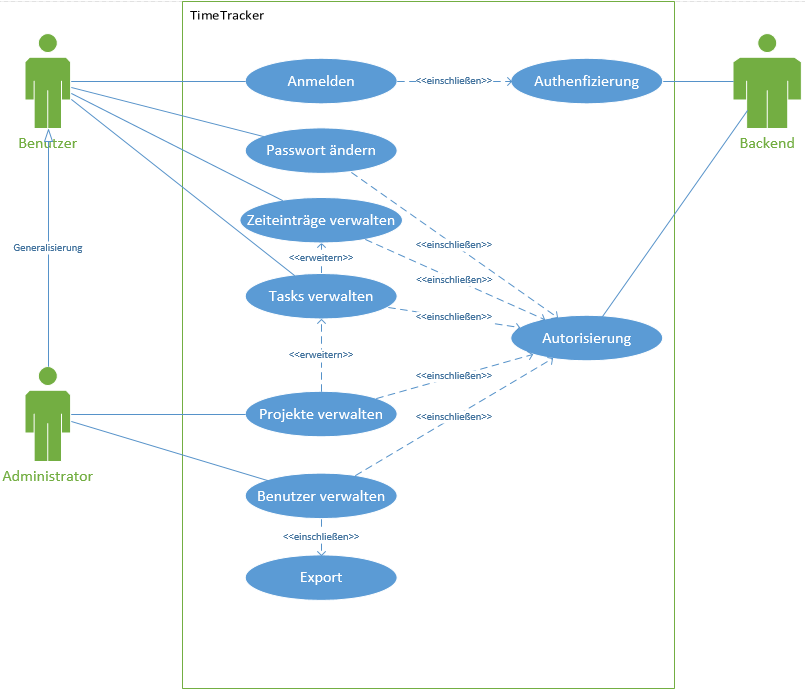 TimeTracker
Anmelden
<<einschließen>>
Authenfizierung
Benutzer
Backend
Passwort ändern
Zeiteinträge verwalten
<<einschließen>>
Generalisierung
<<erweitern>>
<<einschließen>>
Tasks verwalten
<<einschließen>>
Autorisierung
<<erweitern>>
<<einschließen>>
Projekte verwalten
<<einschließen>>
Administrator
Benutzer verwalten
<<einschließen>>
Export